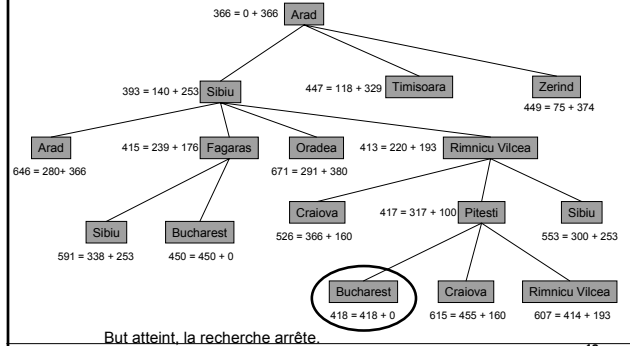 366 = 0 + 366 Arad
393 = 140 + 253 Sibiu 447 = 118 + 329 Timisoara Zerind
449 = 75 + 374
Arad 415 = 239 + 176 Fagaras Oradea 413 = 220 + 193 Rimnicu Vilcea
646 = 280+ 366 671 = 291 + 380
Craiova 417 = 317 + 100 Pitesti Sibiu
526 = 366 + 160 553 = 300 + 253
Sibiu Bucharest
591 = 338 + 253 450 = 450 + 0
Bucharest Craiova Rimnicu Vilcea
418 = 418 + 0 615 = 455 + 160 607 = 414 + 193
But atteint, la recherche arrête.